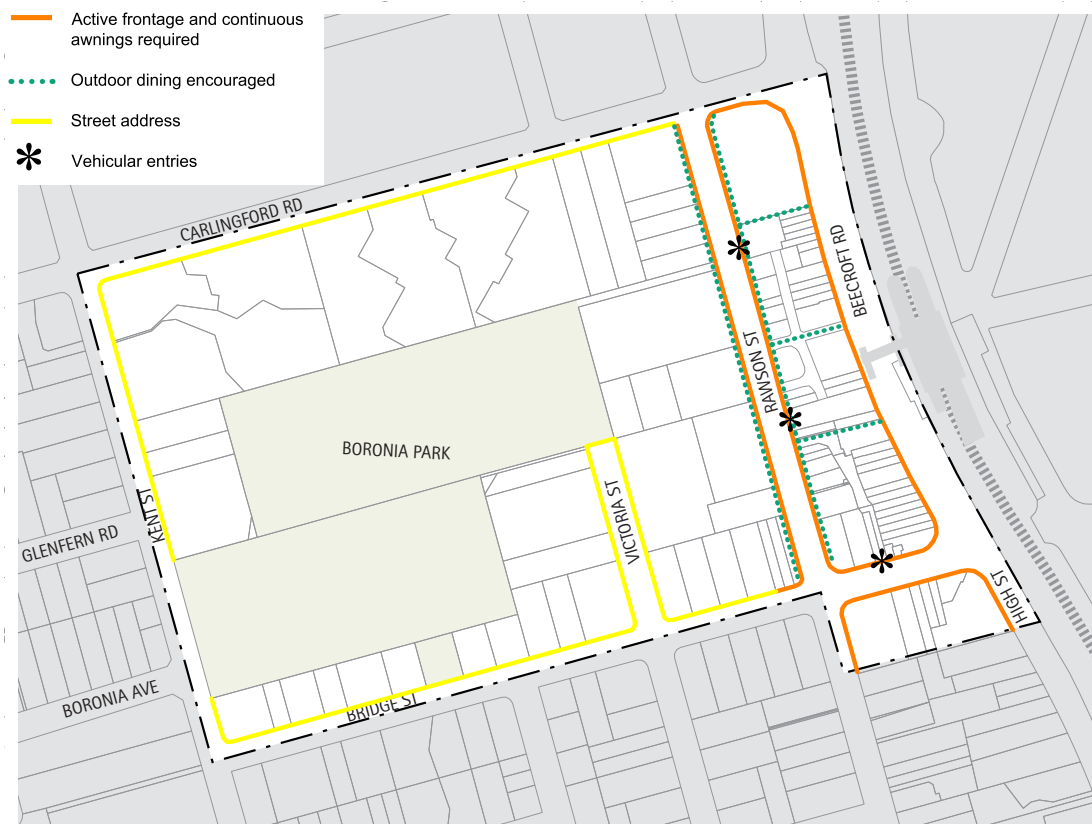 Active frontage and continuous
awnings required
Outdoor dining encouraged
Street address
Vehicular entries
CARLINGFORD RD
BEECROFT RD
RAWSON ST
BORONIA PARK
KENT ST
VICTORIA ST
GLENFERN RD
HIGH ST
BORONIA AVE
BRIDGE ST